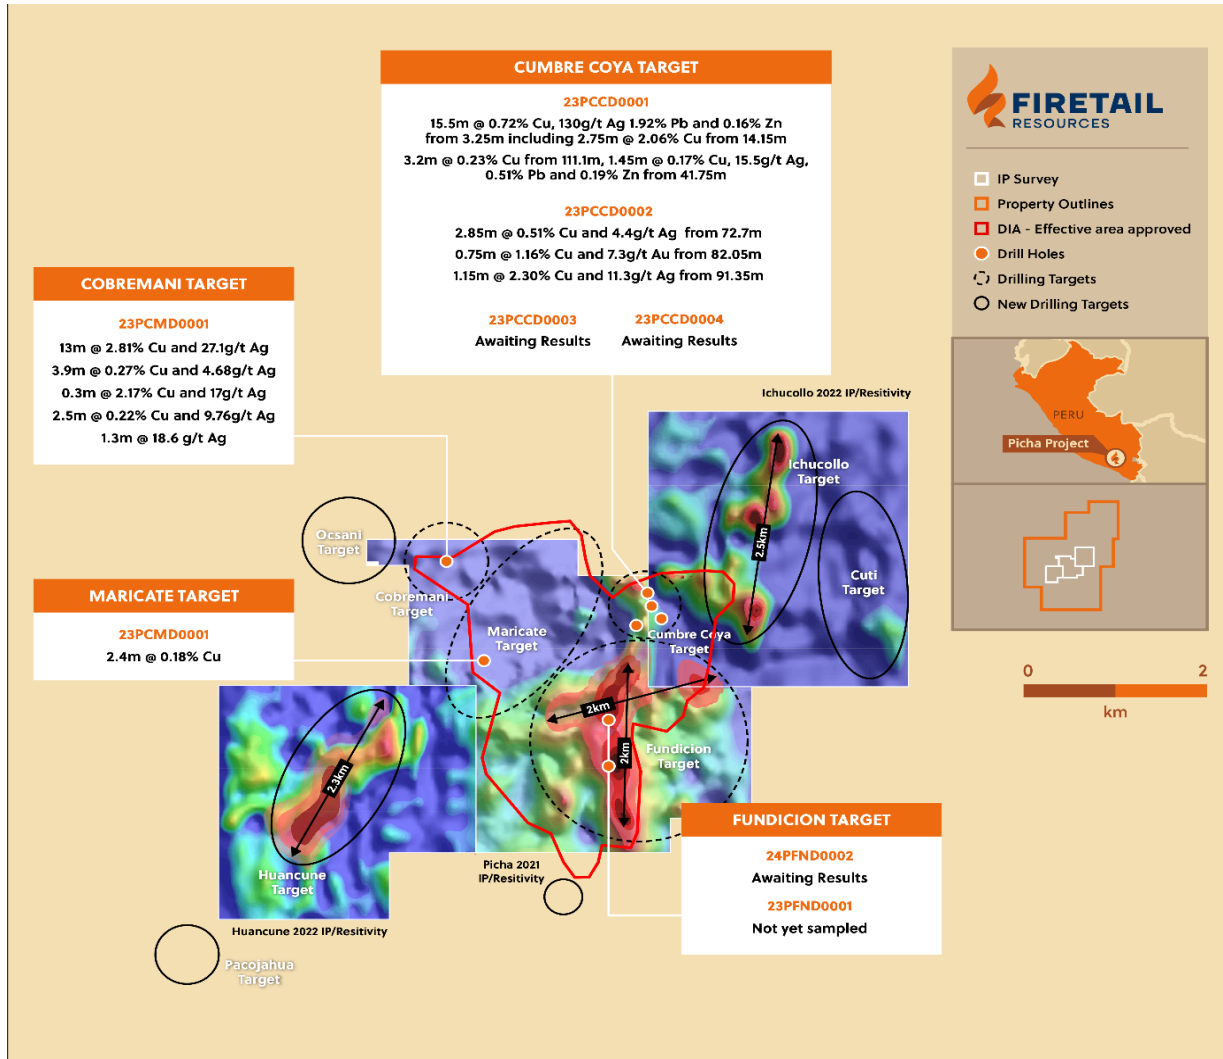 CUMBRE COYA TARGET
23PCCD0001
15.5m @ 0.72% Cu, 130g/t Ag 1.92% Pb and 0.16% Zn
from 3.25m including 2.75m @ 2.06% Cu from 14.15m
3.2m @ 0.23% Cu from 111.1m, 1.45m @ 0.17% Cu, 15.5g/t Ag,
0.51% Pb and 0.19% Zn from 41.75m
23PCCD0002
2.85m @ 0.51% Cu and 4.4g/t Ag from 72.7m
0.75m @ 1.16% Cu and 7.3g/t Au from 82.05m
1.15m @ 2.30% Cu and 11.3g/t Ag from 91.35m
23PCCD0003
Awaiting Results
23PCCD0004
Awaiting Results
FIRETAIL
RESOURCES
IP Survey
Property Outlines
DIA - Effective area approved
Drill Holes
Drilling Targets
New Drilling Targets
PERU
Picha Project
0
2
km
COBREMANI TARGET
23PCMD0001
13m @ 2.81% Cu and 27.1g/t Ag
3.9m @ 0.27% Cu and 4.68g/t Ag
0.3m @ 2.17% Cu and 17g/t Ag
2.5m @ 0.22% Cu and 9.76g/t Ag
1.3m @ 18.6 g/t Ag
Ichucollo 2022 IP/Resitivity
Ichucollo
Target
2.5km
Cuti
Target
Ocsani
Target
Cobremani
Target
Maricate
Target
Cumbre Coya
Target
MARICATE TARGET
23PCMD0001
2.4m @ 0.18% Cu
2km
2km
Fundicion
Target
2.3km
Huancune
Target
Huancune 2022 IP/Resitivity
Picha 2021
IP/Resitivity
Pacojahua
Target
FUNDICION TARGET
24PFND0002
Awaiting Results
23PFND0001
Not yet sampled